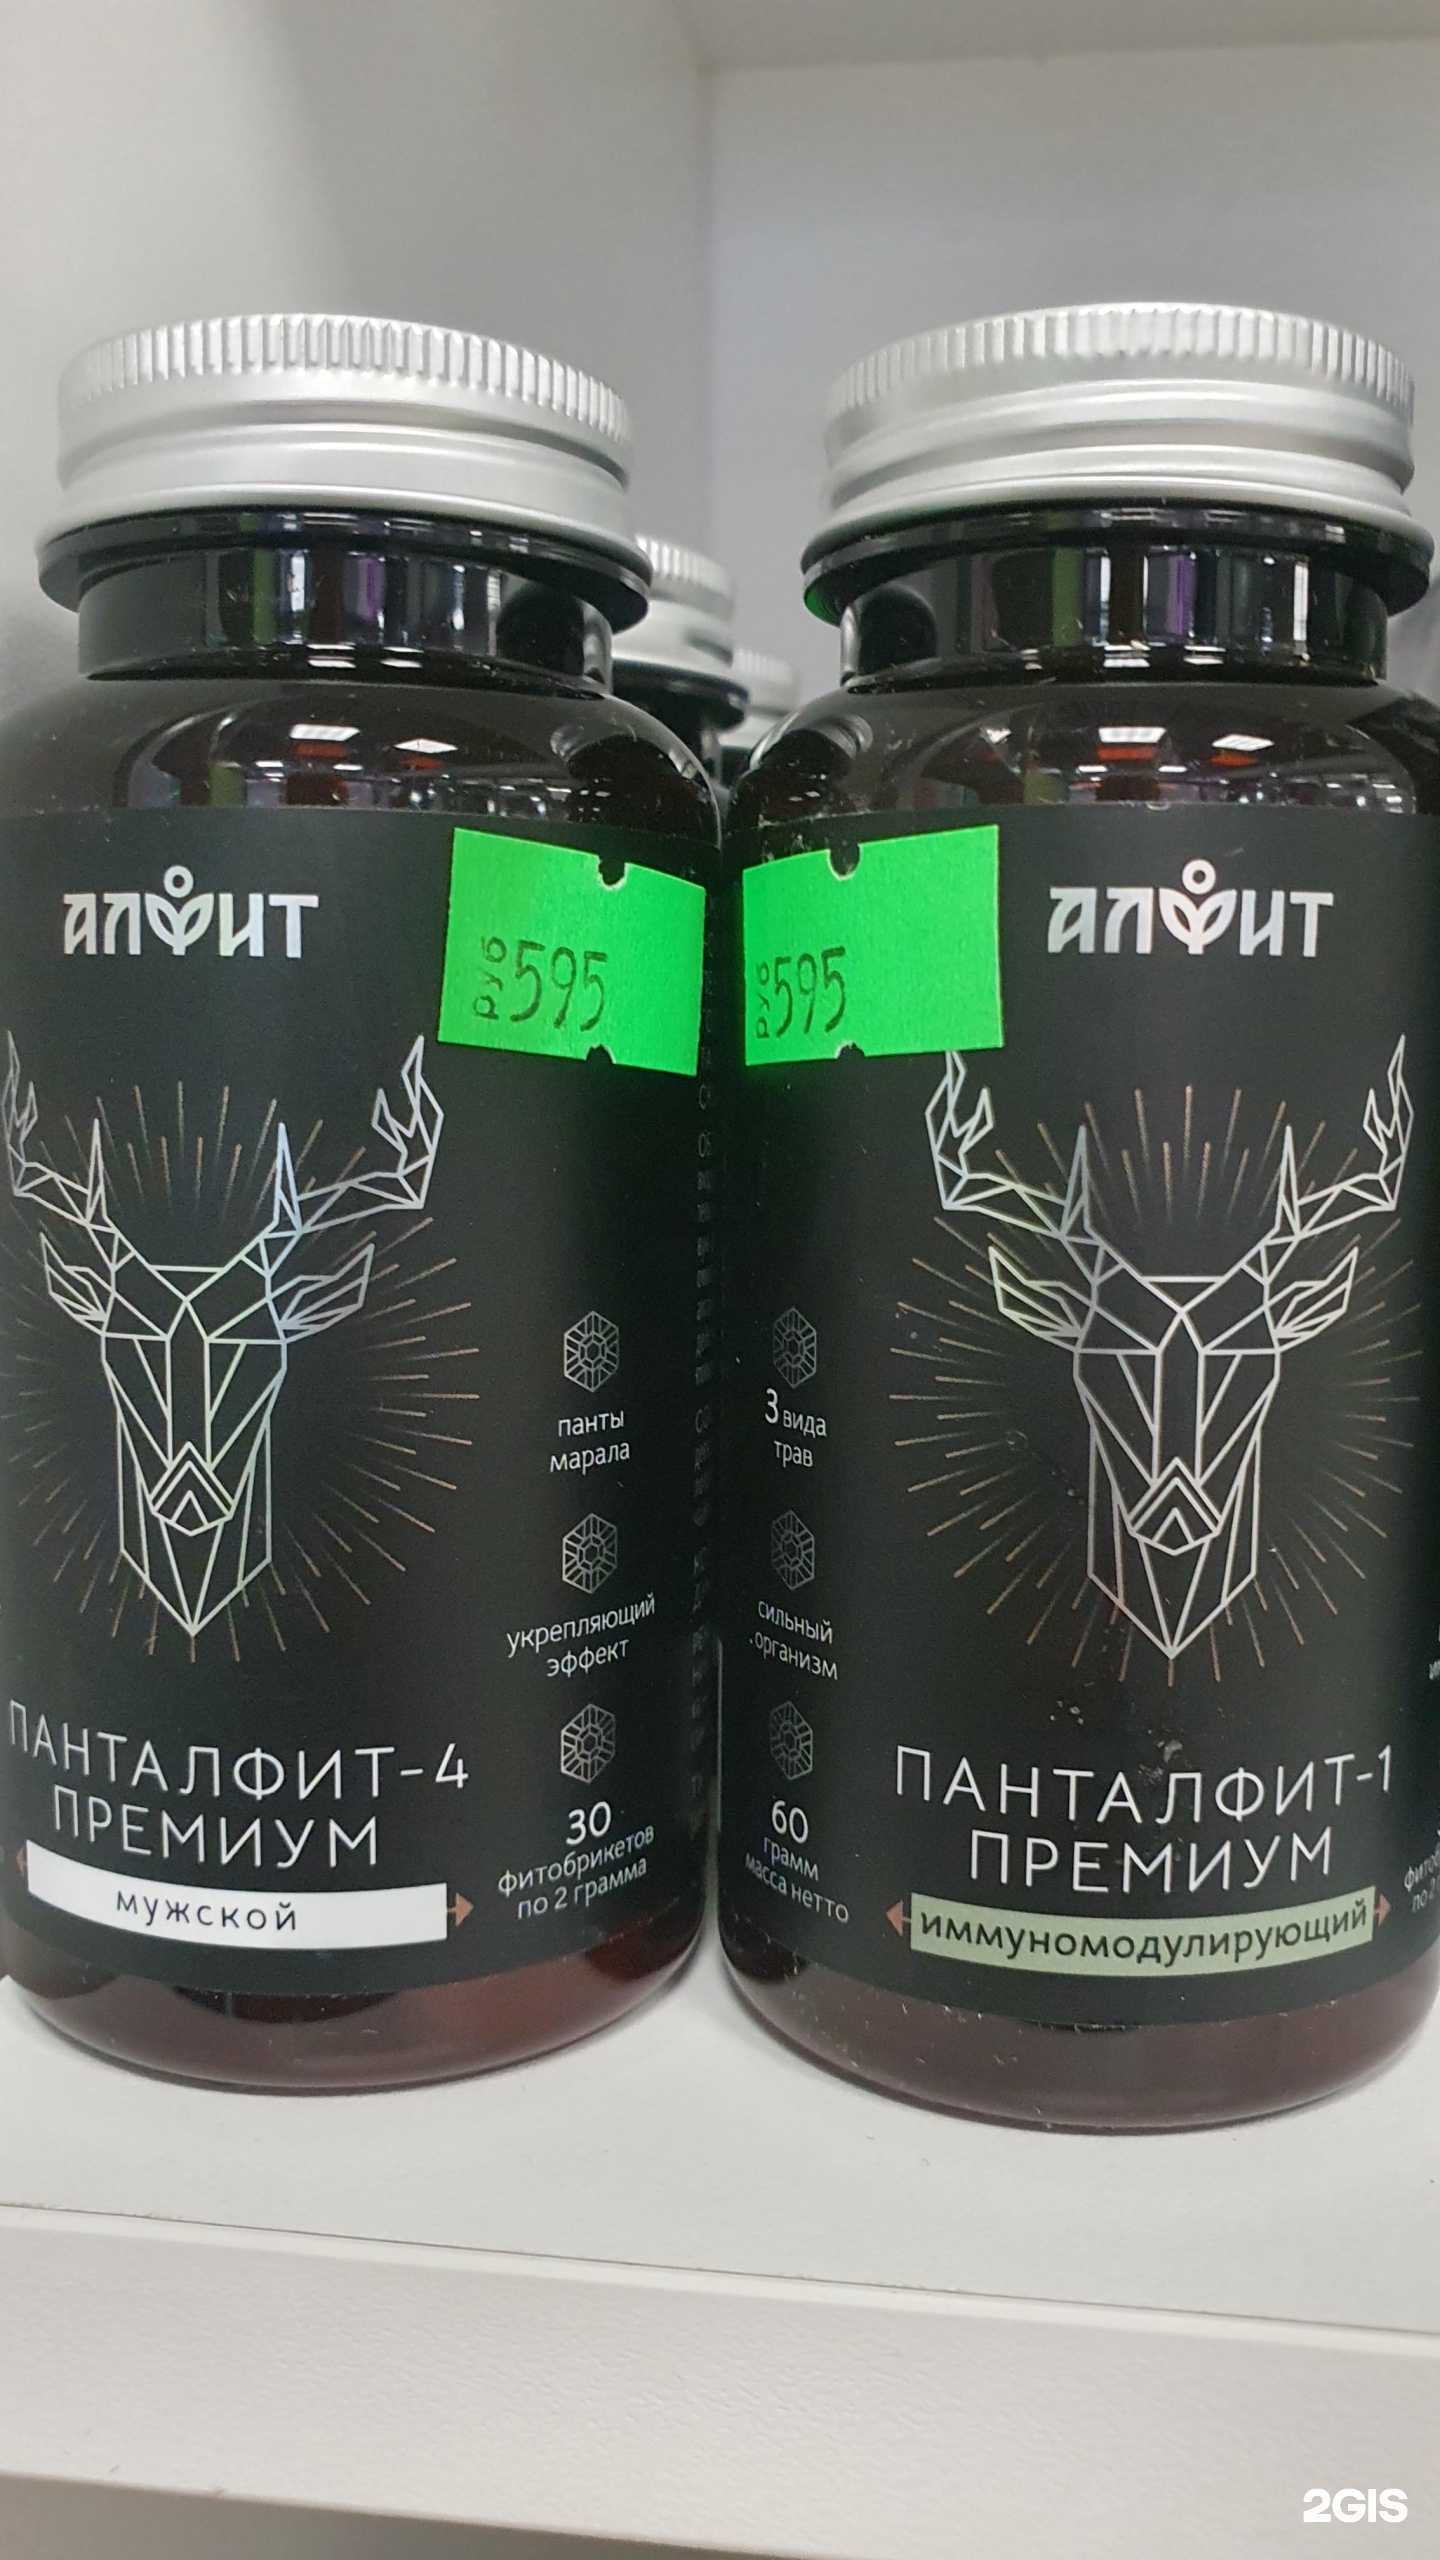 АЛФИТ
руб 595
панты
марала
укрепляющий
эффект
30
фитобрикетов
по 2 грамма
ПАНТАЛФИТ-4
ПРЕМИУМ
мужской
АЛФИТ
руб 595
3 вида
трав
сильный
организм
60
грамм
масса нетто
ПАНТАЛФИТ-1
ПРЕМИУМ
иммуномодулирующий
2GIS